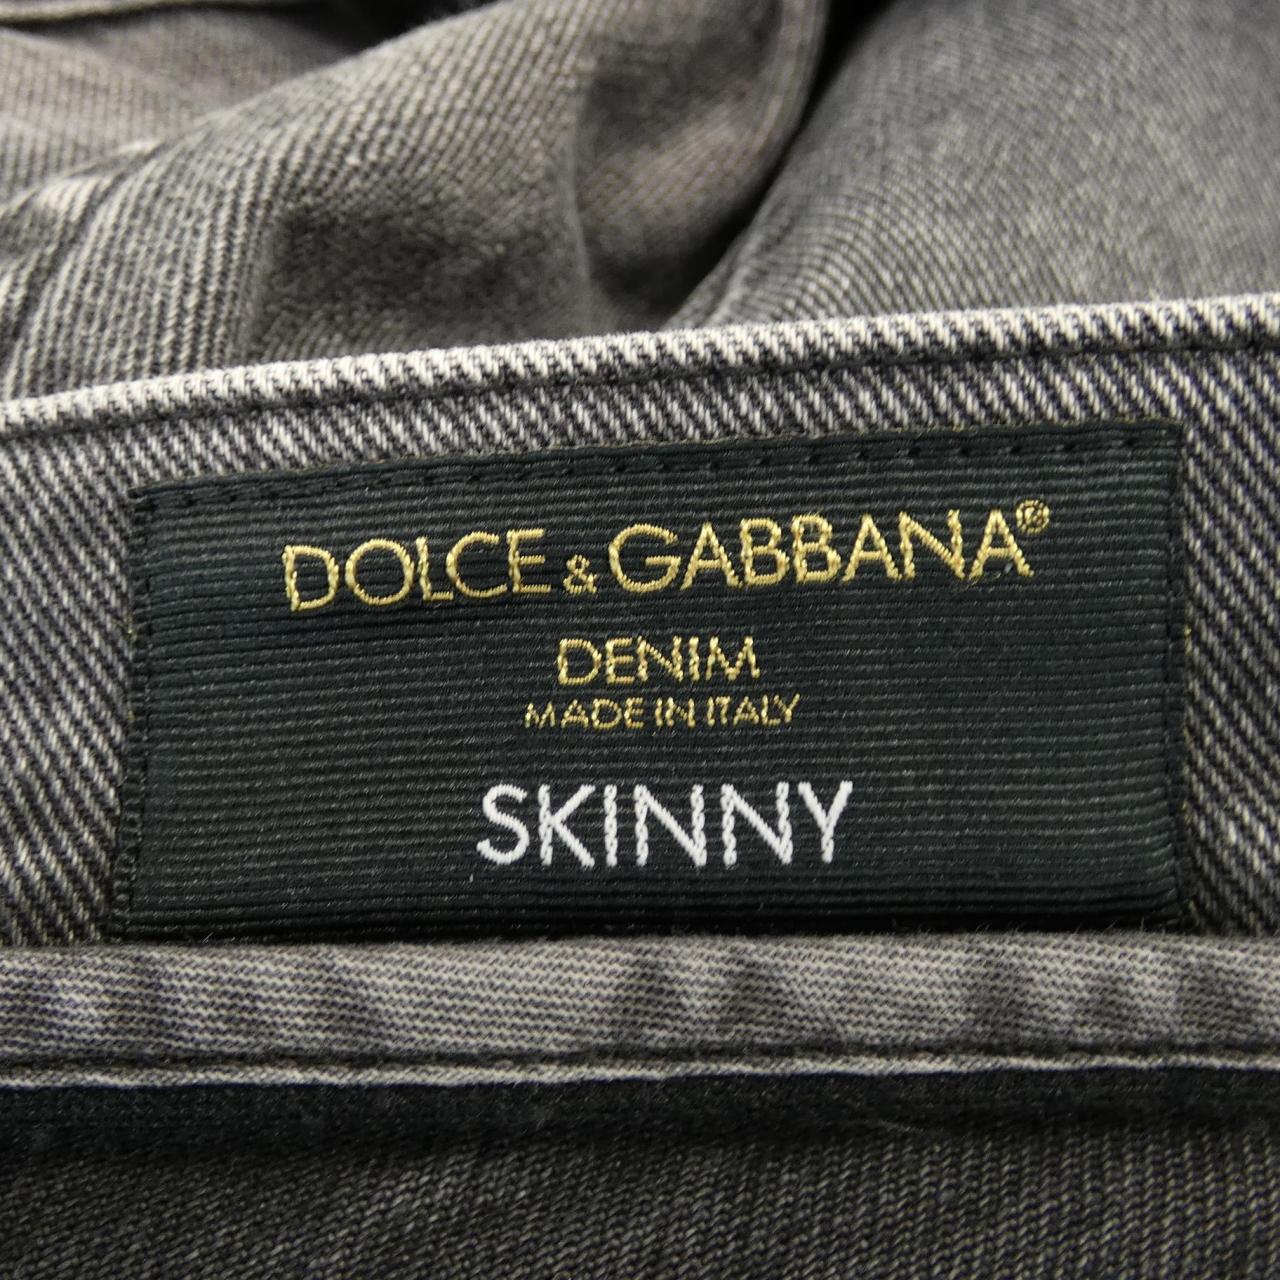 DOLCE & GABBANA®
DENIM
MADE IN ITALY
SKINNY